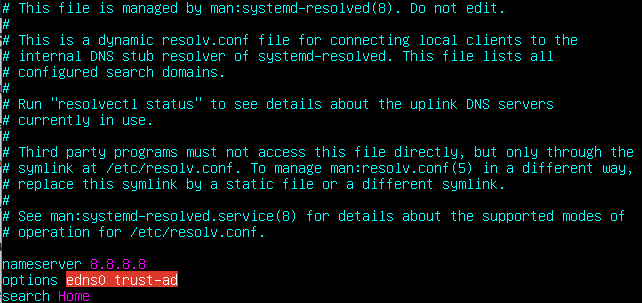 # This file is managed by man:systemd-resolved(8). Do not edit.
#
# This is a dynamic resolv.conf file for connecting local clients to the
# internal DNS stub resolver of systemd-resolved. This file lists all
# configured search domains.
#
# Run "resolvectl status" to see details about the uplink DNS servers
# currently in use.
#
# Third party programs must not access this file directly, but only through the
# symlink at /etc/resolv.conf. To manage man:resolv.conf(5) in a different way,
# replace this symlink by a static file or a different symlink.
#
# See man:systemd-resolved.service(8) for details about the supported modes of
# operation for /etc/resolv.conf.

nameserver 8.8.8.8
options edns0 trust-ad
search Home